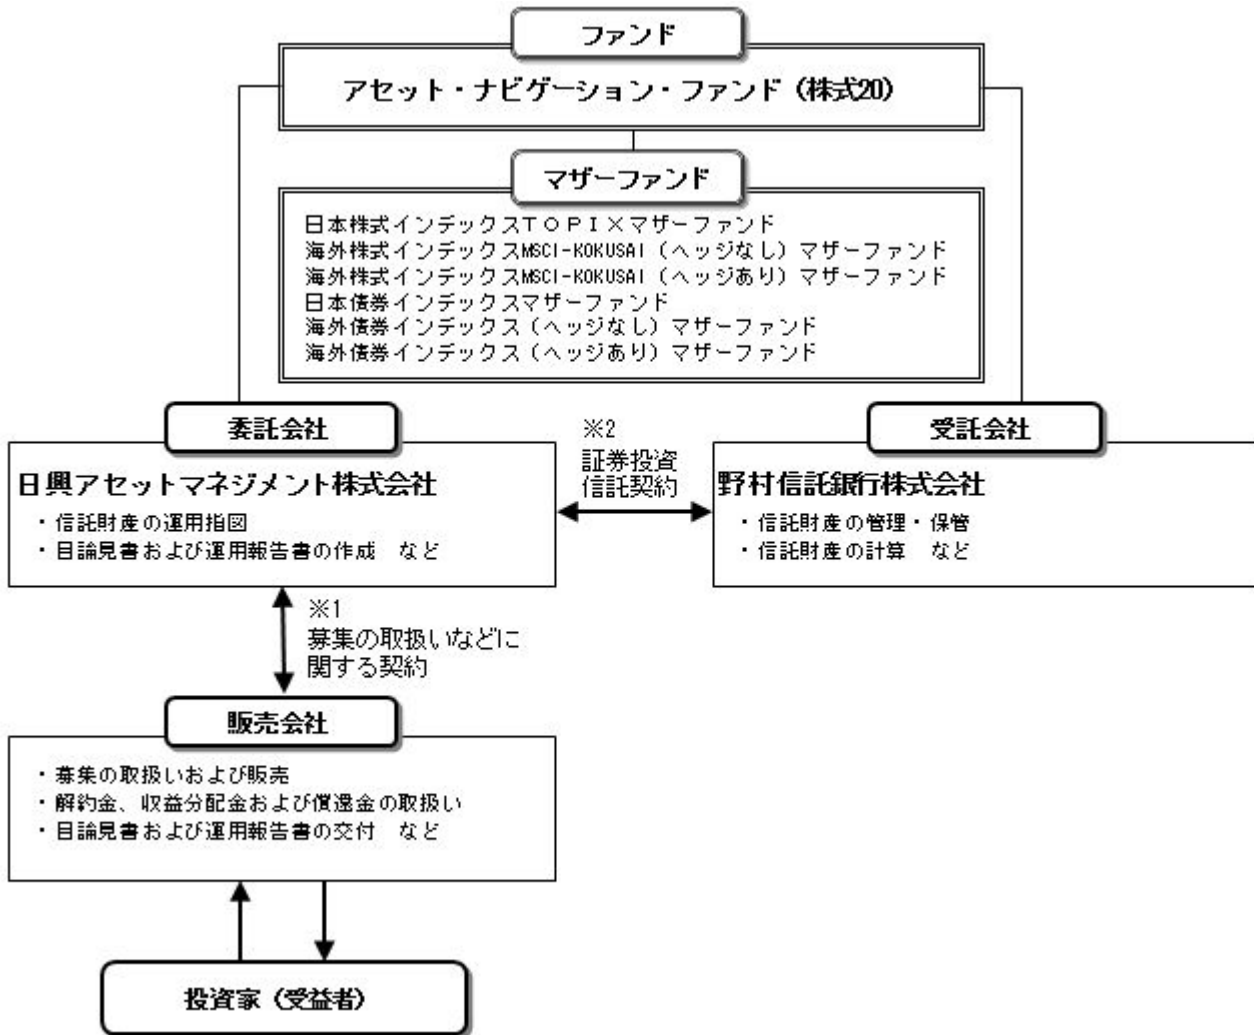 ファンド
アセット・ナビゲーション・ファンド（株式20）
マザーファンド
日本株式インデックスＴＯＰＩＸマザーファンド
海外株式インデックスMSCI-KOKUSAI（ヘッジなし）マザーファンド
海外株式インデックスMSCI-KOKUSAI（ヘッジあり）マザーファンド
日本債券インデックスマザーファンド
海外債券インデックス（ヘッジなし）マザーファンド
海外債券インデックス（ヘッジあり）マザーファンド
委託会社
日興アセットマネジメント株式会社
・信託財産の運用指図
・目論見書および運用報告書の作成　など
※2
証券投資
信託契約
受託会社
野村信託銀行株式会社
・信託財産の管理・保管
・信託財産の計算　など
※1
募集の取扱いなどに
関する契約
販売会社
・募集の取扱いおよび販売
・解約金、収益分配金および償還金の取扱い
・目論見書および運用報告書の交付　など
投資家（受益者）